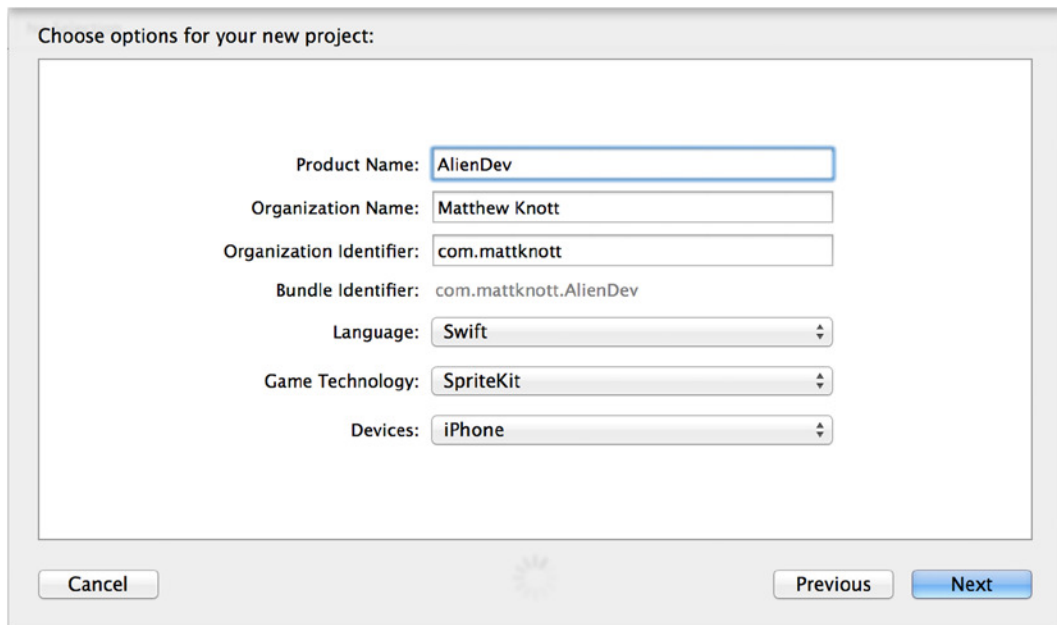 Choose options for your new project:
Product Name: AlienDev
Organization Name: Matthew Knott
Organization Identifier: com.mattknott
Bundle Identifier: com.mattknott.AlienDev
Language: Swift
Game Technology: SpriteKit
Devices: iPhone
Cancel Previous Next